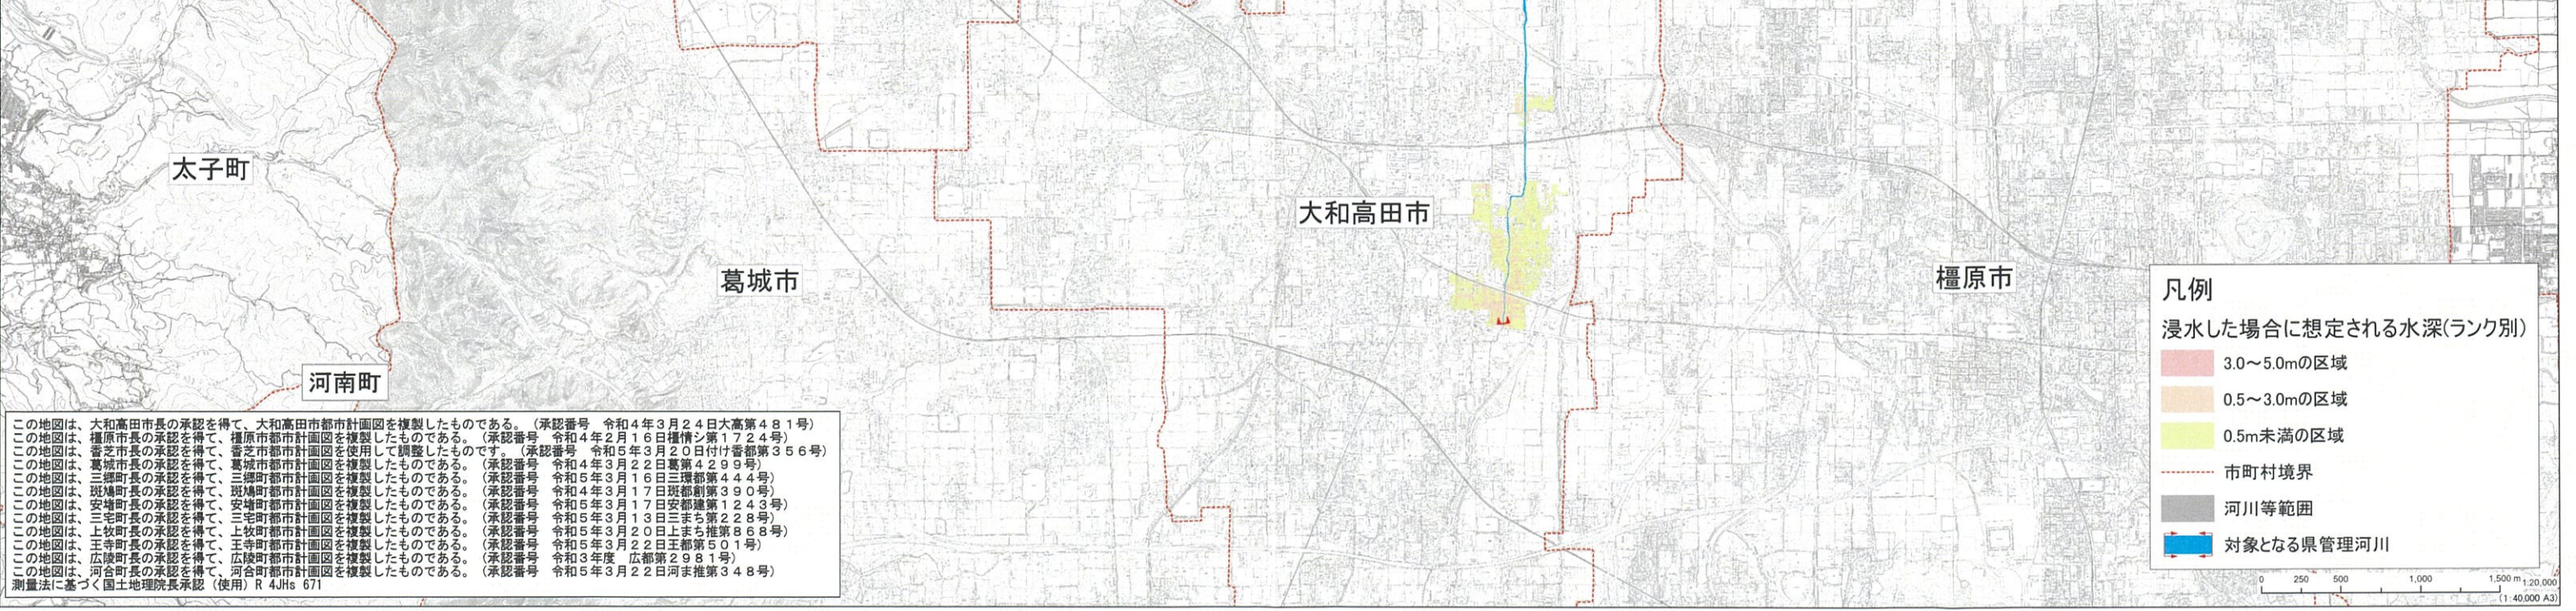 太子町
大和高田市
葛城市
橿原市
河南町
この地図は、大和高田市長の承認を得て、大和高田市都市計画図を複製したものである。（承認番号　令和４年３月２４日大高第４８１号）
この地図は、橿原市長の承認を得て、橿原市都市計画図を複製したものである。（承認番号　令和４年２月１６日橿情シ第１７２４号）
この地図は、香芝市長の承認を得て、香芝市都市計画図を使用して調整したものです。（承認番号　令和５年３月２０日付け香都第３５６号）
この地図は、葛城市長の承認を得て、葛城市都市計画図を複製したものである。（承認番号　令和４年３月２２日葛第４２９９号）
この地図は、三郷町長の承認を得て、三郷町都市計画図を複製したものである。（承認番号　令和５年３月１６日三環都第４４４号）
この地図は、斑鳩町長の承認を得て、斑鳩町都市計画図を複製したものである。（承認番号　令和４年３月１７日斑都創第３９０号）
この地図は、安堵町長の承認を得て、安堵町都市計画図を複製したものである。（承認番号　令和５年３月１７日安都建第１２４３号）
この地図は、三宅町長の承認を得て、三宅町都市計画図を複製したものである。（承認番号　令和５年３月１３日三まち第２２８号）
この地図は、上牧町長の承認を得て、上牧町都市計画図を複製したものである。（承認番号　令和５年３月２０日上まち推第８６８号）
この地図は、王寺町長の承認を得て、王寺町都市計画図を複製したものである。（承認番号　令和５年３月２２日王都第５０１号）
この地図は、広陵町長の承認を得て、広陵町都市計画図を複製したものである。（承認番号　令和３年度　広都第２９８１号）
この地図は、河合町長の承認を得て、河合町都市計画図を複製したものである。（承認番号　令和５年３月２２日河ま推第３４８号）
測量法に基づく国土地理院長承認（使用）R 4JHs 671
凡例
浸水した場合に想定される水深(ランク別)
3.0～5.0mの区域
0.5～3.0mの区域
0.5m未満の区域
市町村境界
河川等範囲
対象となる県管理河川
0 250 500 1,000 1,500 m 1:20,000
(1:40,000 A3)